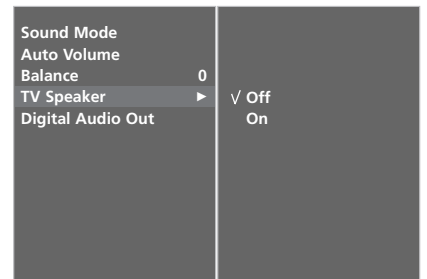 Sound Mode
Auto Volume
Balance 0
TV Speaker ►
Digital Audio Out
√ Off
On